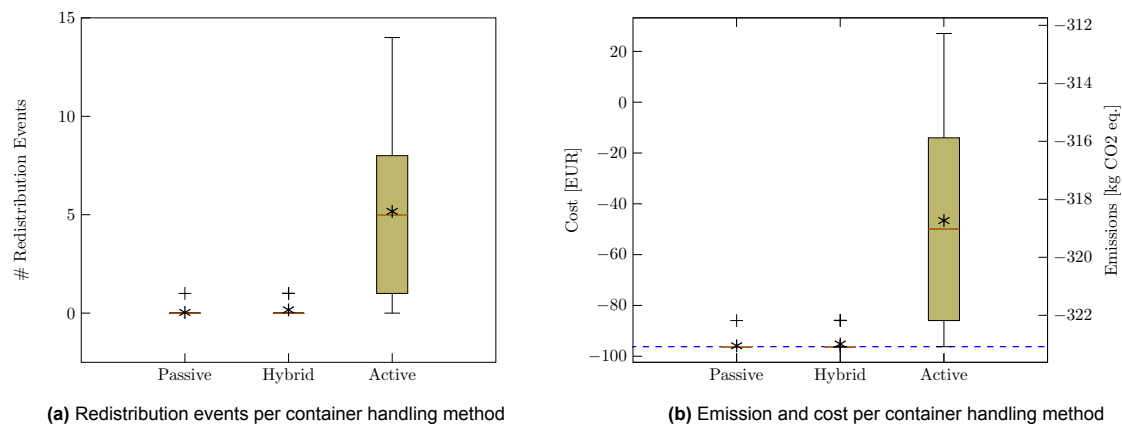 15
10
5
0
# Redistribution Events
Passive
Hybrid
Active
(a) Redistribution events per container handling method
20
0
−20
−40
−60
−80
−100
Cost [EUR]
−312
−314
−316
−318
−320
−322
Emissions [kg CO2 eq.]
Passive
Hybrid
Active
(b) Emission and cost per container handling method